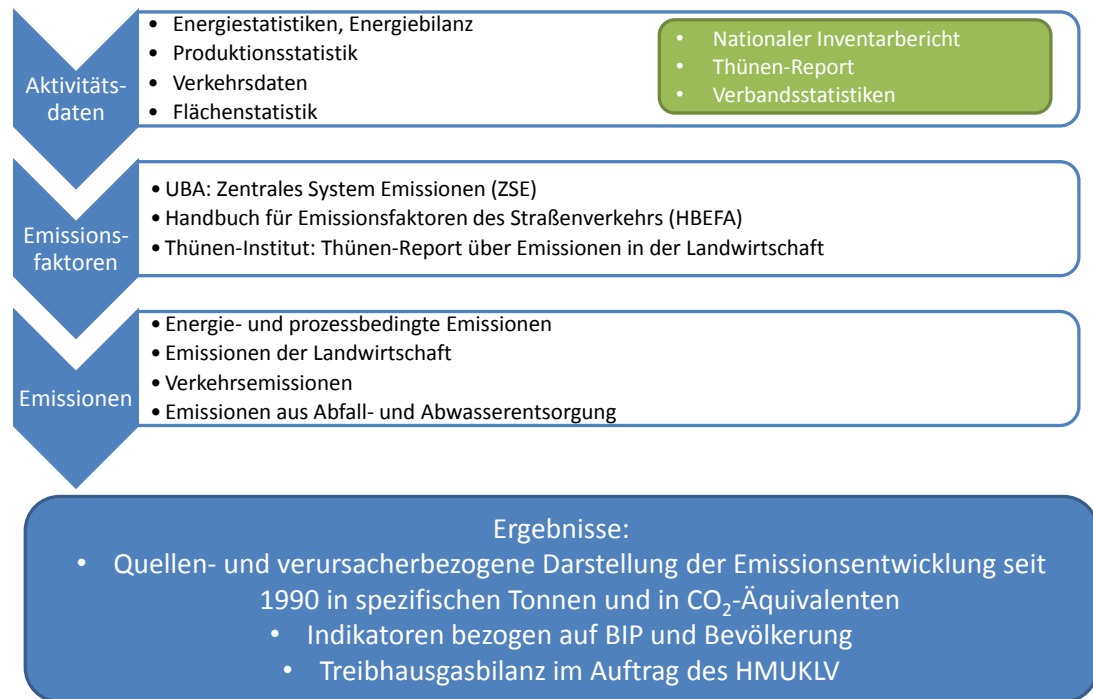 Aktivitäts-
daten
• Energiestatistiken, Energiebilanz
• Produktionsstatistik
• Verkehrsdaten
• Flächenstatistik
• Nationaler Inventarbericht
• Thünen-Report
• Verbandsstatistiken
Emissions-
faktoren
• UBA: Zentrales System Emissionen (ZSE)
• Handbuch für Emissionsfaktoren des Straßenverkehrs (HBEFA)
• Thünen-Institut: Thünen-Report über Emissionen in der Landwirtschaft
Emissionen
• Energie- und prozessbedingte Emissionen
• Emissionen der Landwirtschaft
• Verkehrsemissionen
• Emissionen aus Abfall- und Abwasserentsorgung
Ergebnisse:
• Quellen- und verursacherbezogene Darstellung der Emissionsentwicklung seit
1990 in spezifischen Tonnen und in CO₂-Äquivalenten
• Indikatoren bezogen auf BIP und Bevölkerung
• Treibhausgasbilanz im Auftrag des HMUKLV